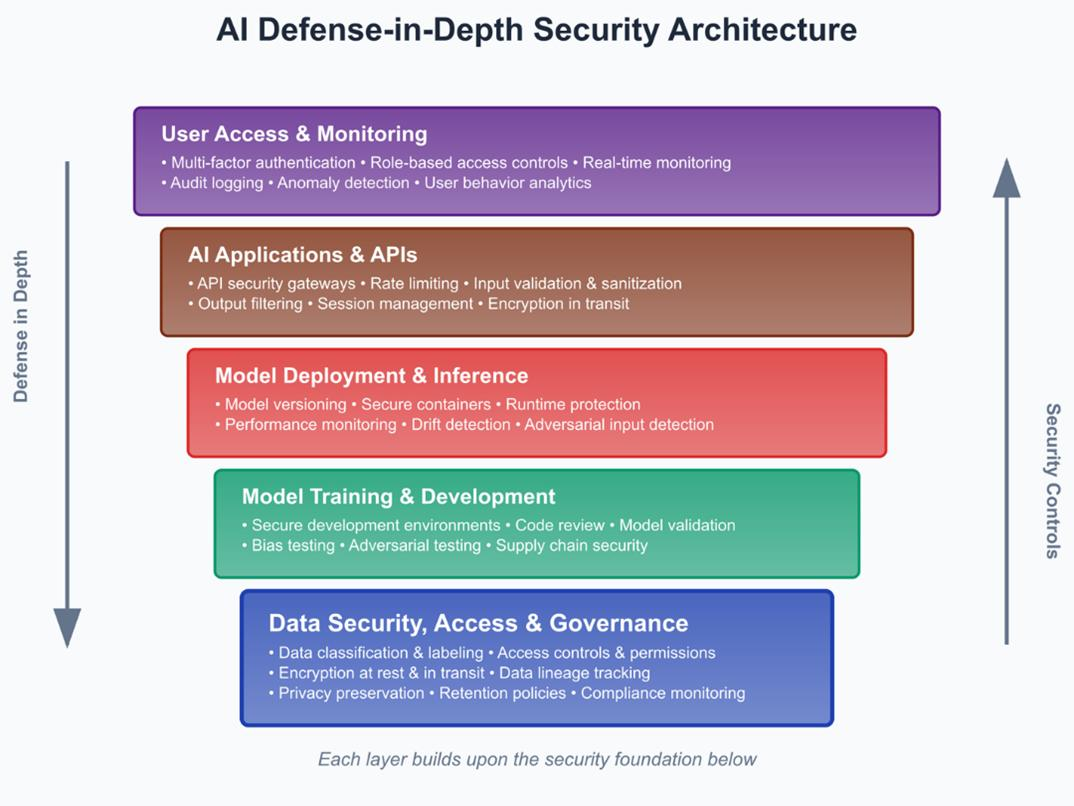 AI Defense-in-Depth Security Architecture
User Access & Monitoring
• Multi-factor authentication • Role-based access controls • Real-time monitoring
• Audit logging • Anomaly detection • User behavior analytics
AI Applications & APIs
• API security gateways • Rate limiting • Input validation & sanitization
• Output filtering • Session management • Encryption in transit
Model Deployment & Inference
• Model versioning • Secure containers • Runtime protection
• Performance monitoring • Drift detection • Adversarial input detection
Model Training & Development
• Secure development environments • Code review • Model validation
• Bias testing • Adversarial testing • Supply chain security
Data Security, Access & Governance
• Data classification & labeling • Access controls & permissions
• Encryption at rest & in transit • Data lineage tracking
• Privacy preservation • Retention policies • Compliance monitoring
Each layer builds upon the security foundation below
Defense in Depth
Security Controls